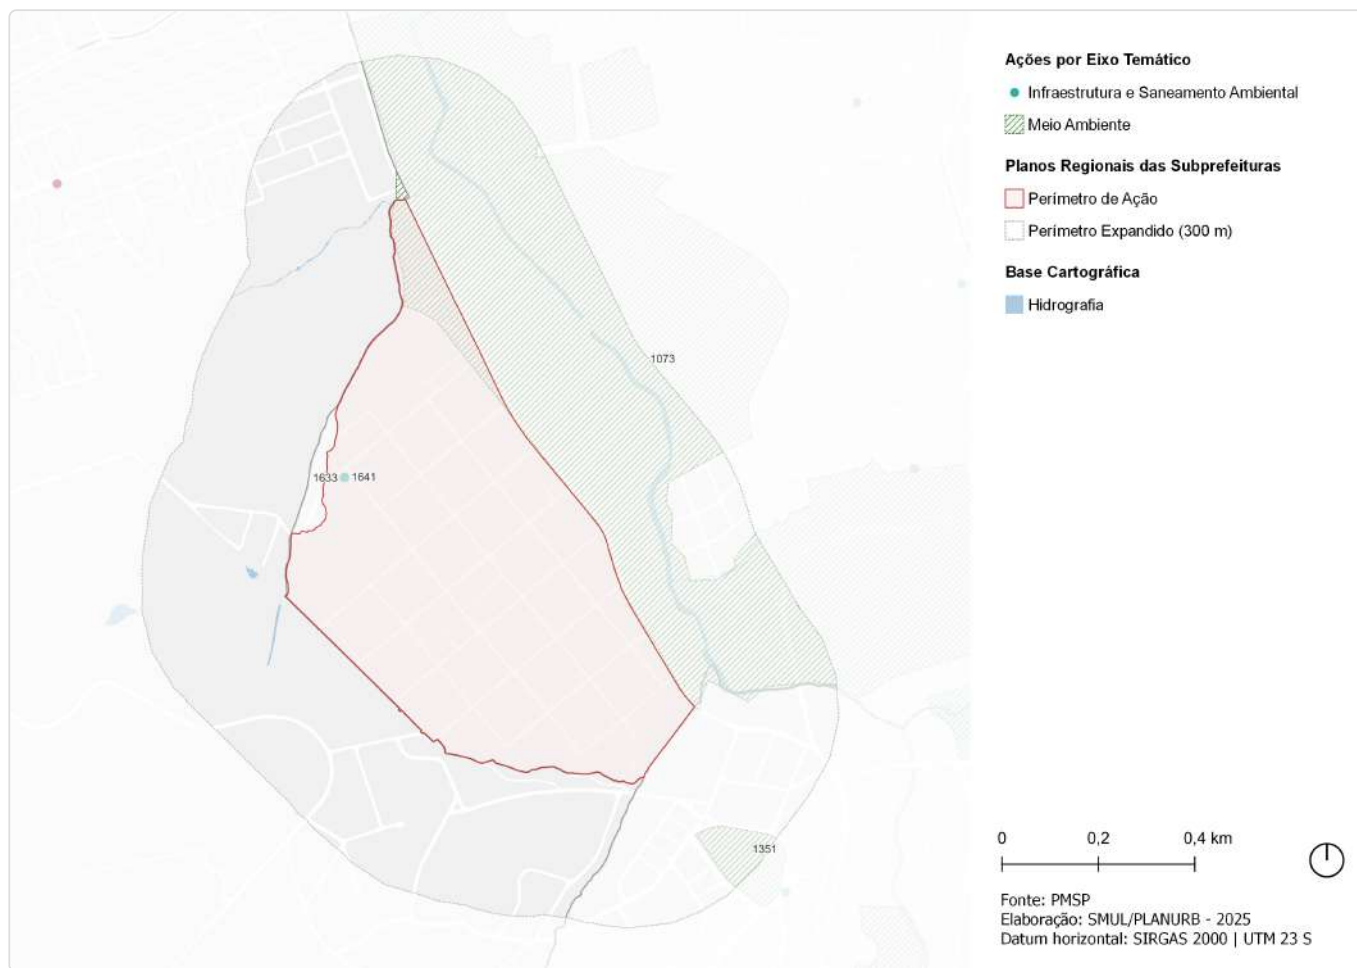 Ações por Eixo Temático
Infraestrutura e Saneamento Ambiental
Meio Ambiente
Planos Regionais das Subprefeituras
Perímetro de Ação
Perímetro Expandido (300 m)
Base Cartográfica
Hidrografia
1073
1633 1641
1351
0 0,2 0,4 km
Fonte: PMSP
Elaboração: SMUL/PLANURB - 2025
Datum horizontal: SIRGAS 2000 | UTM 23 S